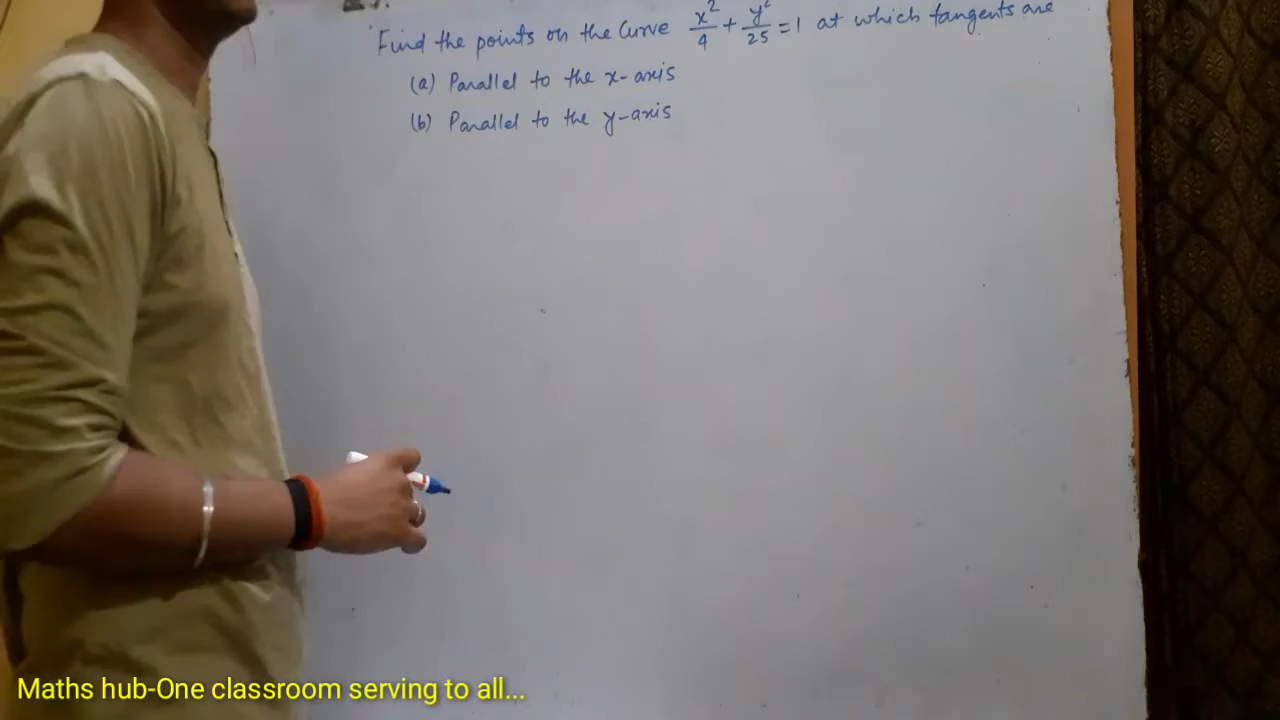 Find the points on the Curve x²/4 + y²/25 = 1 at which tangents are
(a) Parallel to the x-axis
(b) Parallel to the y-axis
Maths hub-One classroom serving to all...